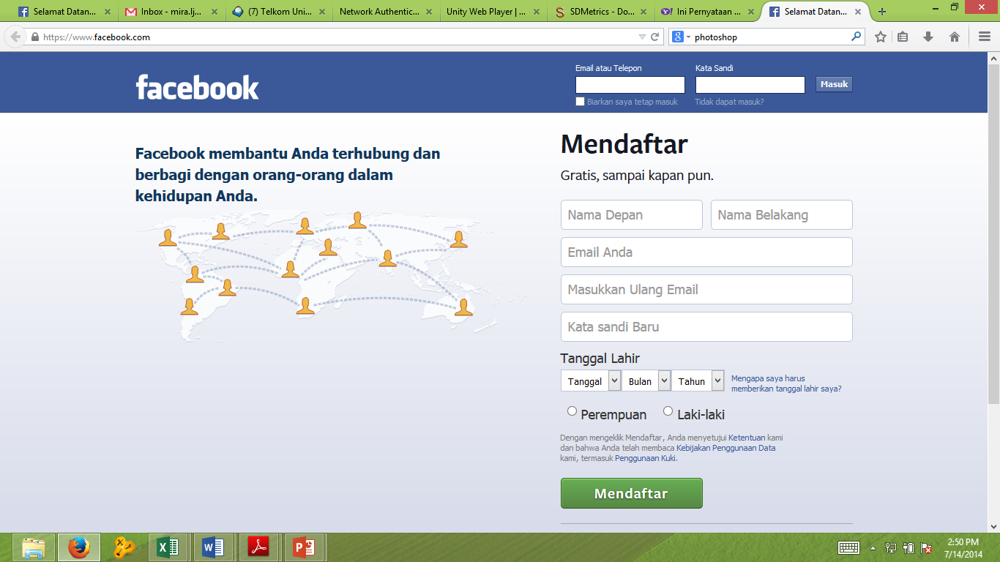 Selamat Datan...
Inbox - mira.lj...
(7) Telkom Uni...
Network Authentic...
Unity Web Player | ...
SDMetrics - Do...
Ini Pernyataan ...
Selamat Datan...
https://www.facebook.com
photoshop
facebook
Email atau Telepon
Kata Sandi
Masuk
Biarkan saya tetap masuk
Tidak dapat masuk?
Facebook membantu Anda terhubung dan
berbagi dengan orang-orang dalam
kehidupan Anda.
Mendaftar
Gratis, sampai kapan pun.
Nama Depan
Nama Belakang
Email Anda
Masukkan Ulang Email
Kata sandi Baru
Tanggal Lahir
Tanggal
Bulan
Tahun
Mengapa saya harus
memberikan tanggal lahir saya?
Perempuan
Laki-laki
Dengan mengeklik Mendaftar, Anda menyetujui Ketentuan kami
dan bahwa Anda telah membaca Kebijakan Penggunaan Data
kami, termasuk Penggunaan Kuki.
Mendaftar
2:50 PM
7/14/2014